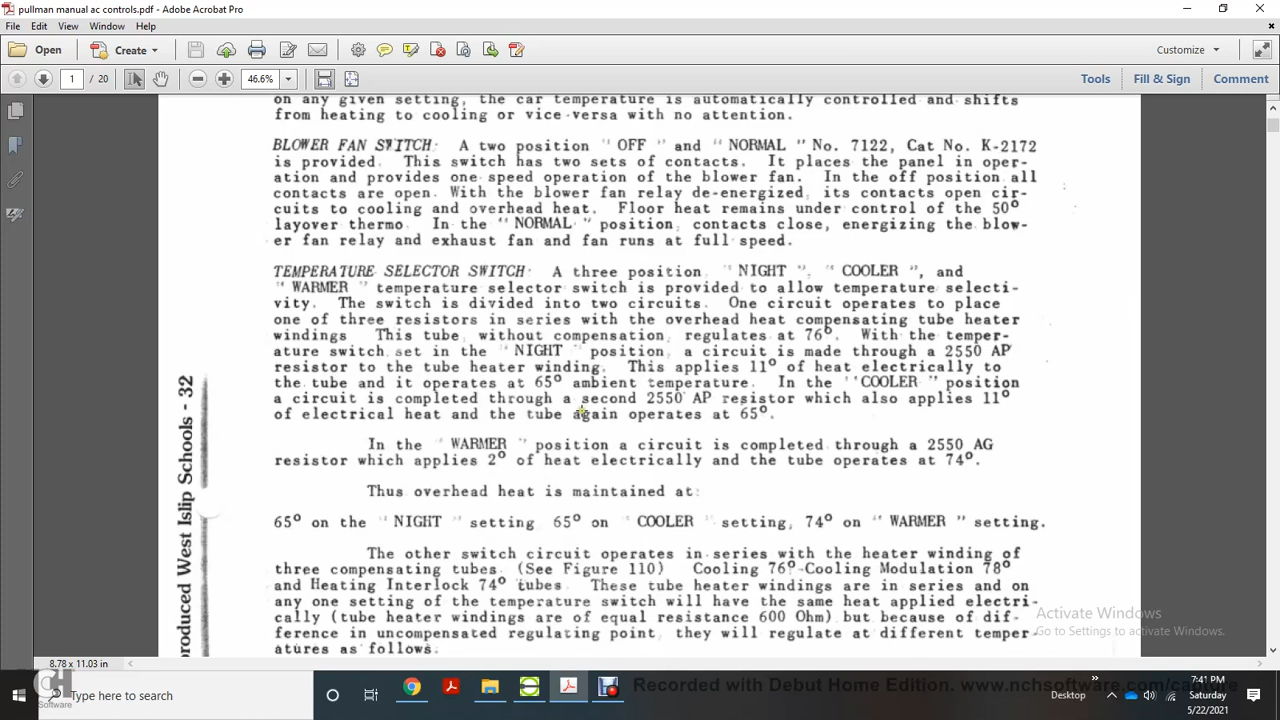 pullman manual ac controls.pdf - Adobe Acrobat Pro
File Edit View Window Help
Open Create Customize
1 / 20 46.6% Tools Fill & Sign Comment
on any given setting, the car temperature is automatically controlled and shifts
from heating to cooling or vice-versa with no attention.
BLOWER FAN SWITCH: A two position "OFF" and "NORMAL" No. 7122, Cat No. K-2172
is provided. This switch has two sets of contacts. It places the panel in oper-
ation and provides one speed operation of the blower fan. In the off position all
contacts are open. With the blower fan relay de-energized, its contacts open cir-
cuits to cooling and overhead heat. Floor heat remains under control of the 50°
layover thermo. In the "NORMAL" position, contacts close, energizing the blow-
er fan relay and exhaust fan and fan runs at full speed.
TEMPERATURE SELECTOR SWITCH: A three position, "NIGHT", "COOLER", and
"WARMER" temperature selector switch is provided to allow temperature selecti-
vity. The switch is divided into two circuits. One circuit operates to place
one of three resistors in series with the overhead heat compensating tube heater
windings This tube, without compensation, regulates at 76°. With the temper-
ature switch set in the "NIGHT" position, a circuit is made through a 2550 AP
resistor to the tube heater winding. This applies 11° of heat electrically to
the tube and it operates at 65° ambient temperature. In the "COOLER" position
a circuit is completed through a second 2550 AP resistor which also applies 11°
of electrical heat and the tube again operates at 65°.
In the "WARMER" position a circuit is completed through a 2550 AG
resistor which applies 2° of heat electrically and the tube operates at 74°.
Thus overhead heat is maintained at:
65° on the "NIGHT" setting 65° on "COOLER" setting, 74° on "WARMER" setting.
The other switch circuit operates in series with the heater winding of
three compensating tubes. (See Figure 110) Cooling 76°-Cooling Modulation 78°
and Heating Interlock 74° tubes. These tube heater windings are in series and on
any one setting of the temperature switch will have the same heat applied electri-
cally (tube heater windings are of equal resistance 600 Ohm) but because of dif-
ference in uncompensated regulating point, they will regulate at different temper-
atures as follows:
produced West Islip Schools - 32
Activate Windows
Go to Settings to activate Windows.
8.78 x 11.03 in
Recorded with Debut Home Edition. www.nchsoftware.com/capture
NCH
Software
Type here to search
Desktop
7:41 PM
Saturday
5/22/2021